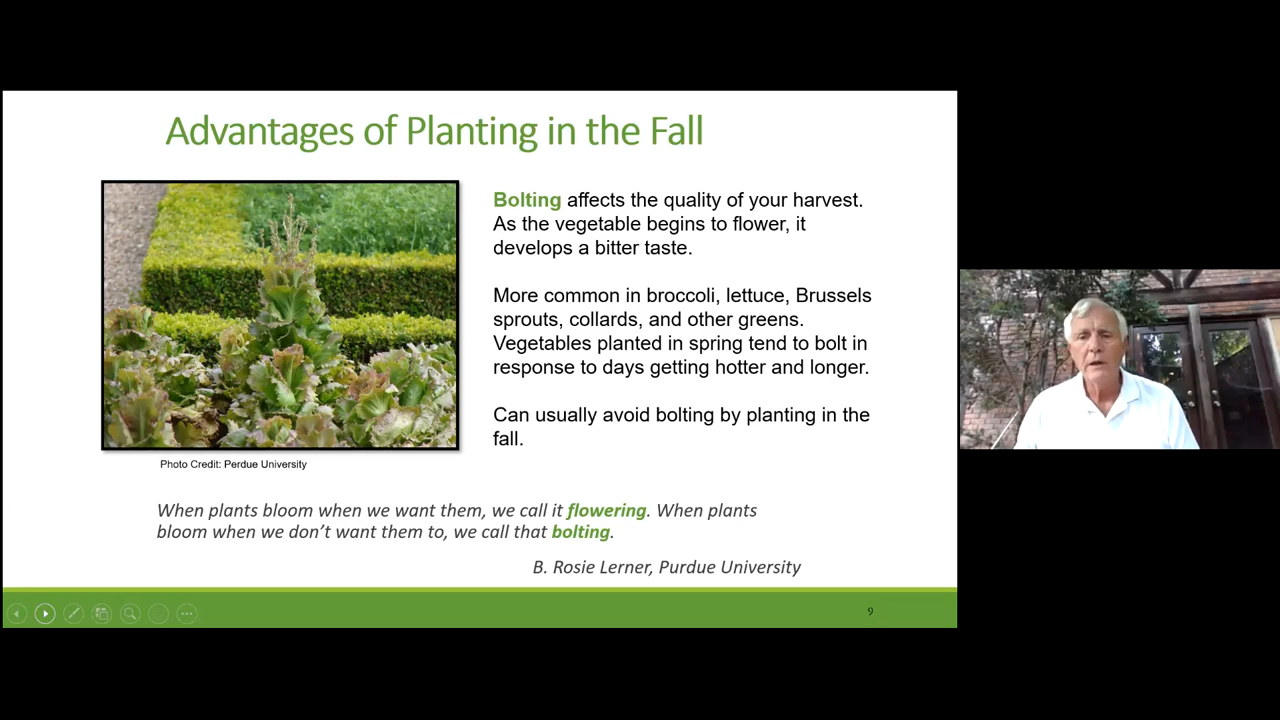 Advantages of Planting in the Fall
Bolting affects the quality of your harvest.
As the vegetable begins to flower, it
develops a bitter taste.
More common in broccoli, lettuce, Brussels
sprouts, collards, and other greens.
Vegetables planted in spring tend to bolt in
response to days getting hotter and longer.
Can usually avoid bolting by planting in the
fall.
Photo Credit: Perdue University
When plants bloom when we want them, we call it flowering. When plants
bloom when we don’t want them to, we call that bolting.
B. Rosie Lerner, Purdue University
9